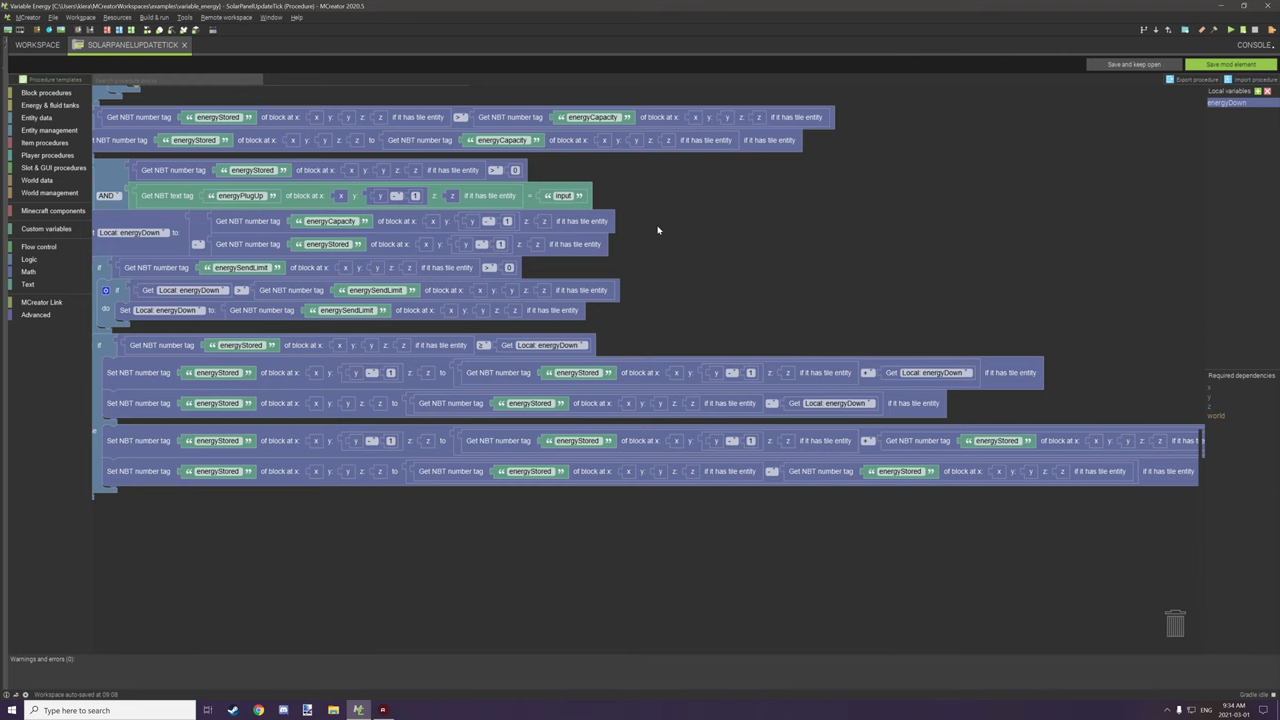 Variable Energy [C:\Users\klera\MCreatorWorkspaces\examples\variable_energy] - SolarPanelUpdateTick (Procedure) - MCreator 2020.5
MCreator File Workspace Resources Build & run Tools Remote workspace Window Help
WORKSPACE SOLARPANELUPDATETICK CONSOLE
Save and keep open Save mod element
Procedure templates Search procedure blocks Export procedure Import procedure
Block procedures
Energy & fluid tanks
Entity data
Entity management
Item procedures
Player procedures
Slot & GUI procedures
World data
World management
Minecraft components
Custom variables
Flow control
Logic
Math
Text
MCreator Link
Advanced
Get NBT number tag “ energyStored ” of block at x: x y: y z: z if it has tile entity > Get NBT number tag “ energyCapacity ” of block at x: x y: y z: z if it has tile entity
NBT number tag “ energyStored ” of block at x: x y: y z: z to Get NBT number tag “ energyCapacity ” of block at x: x y: y z: z if it has tile entity if it has tile entity
Get NBT number tag “ energyStored ” of block at x: x y: y z: z if it has tile entity > 0
AND Get NBT text tag “ energyPlugUp ” of block at x: x y: y - 1 z: z if it has tile entity = “ input ”
Get NBT number tag “ energyCapacity ” of block at x: x y: y - 1 z: z if it has tile entity
t Local: energyDown to:
- Get NBT number tag “ energyStored ” of block at x: x y: y - 1 z: z if it has tile entity
if Get NBT number tag “ energySendLimit ” of block at x: x y: y z: z if it has tile entity > 0
if Get Local: energyDown > Get NBT number tag “ energySendLimit ” of block at x: x y: y z: z if it has tile entity
do Set Local: energyDown to: Get NBT number tag “ energySendLimit ” of block at x: x y: y z: z if it has tile entity
if Get NBT number tag “ energyStored ” of block at x: x y: y z: z if it has tile entity ≥ Get Local: energyDown
Set NBT number tag “ energyStored ” of block at x: x y: y - 1 z: z to Get NBT number tag “ energyStored ” of block at x: x y: y - 1 z: z if it has tile entity + Get Local: energyDown if it has tile entity
Set NBT number tag “ energyStored ” of block at x: x y: y z: z to Get NBT number tag “ energyStored ” of block at x: x y: y z: z if it has tile entity - Get Local: energyDown if it has tile entity
e Set NBT number tag “ energyStored ” of block at x: x y: y - 1 z: z to Get NBT number tag “ energyStored ” of block at x: x y: y - 1 z: z if it has tile entity + Get NBT number tag “ energyStored ” of block at x: x y: y z: z if it
Set NBT number tag “ energyStored ” of block at x: x y: y z: z to Get NBT number tag “ energyStored ” of block at x: x y: y z: z if it has tile entity - Get NBT number tag “ energyStored ” of block at x: x y: y z: z if it has tile entity if it has tile entity
Local variables
energyDown
Required dependencies
x
y
z
world
Warnings and errors (0):
Workspace auto-saved at 09:08 Gradle idle
Type here to search ENG 9:34 AM
2021-03-01